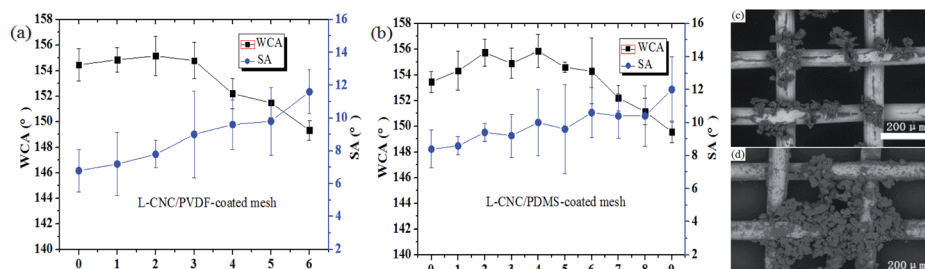 (a)
WCA
SA
WCA (°)
SA (°)
158
156
154
152
150
148
146
144
142
140
16
14
12
10
8
6
4
2
L-CNC/PVDF-coated mesh
0 1 2 3 4 5 6
(b)
WCA
SA
WCA (°)
SA (°)
158
156
154
152
150
148
146
144
142
140
16
14
12
10
8
6
4
2
L-CNC/PDMS-coated mesh
0 1 2 3 4 5 6 7 8 9
(c)
200 μm
(d)
200 μm